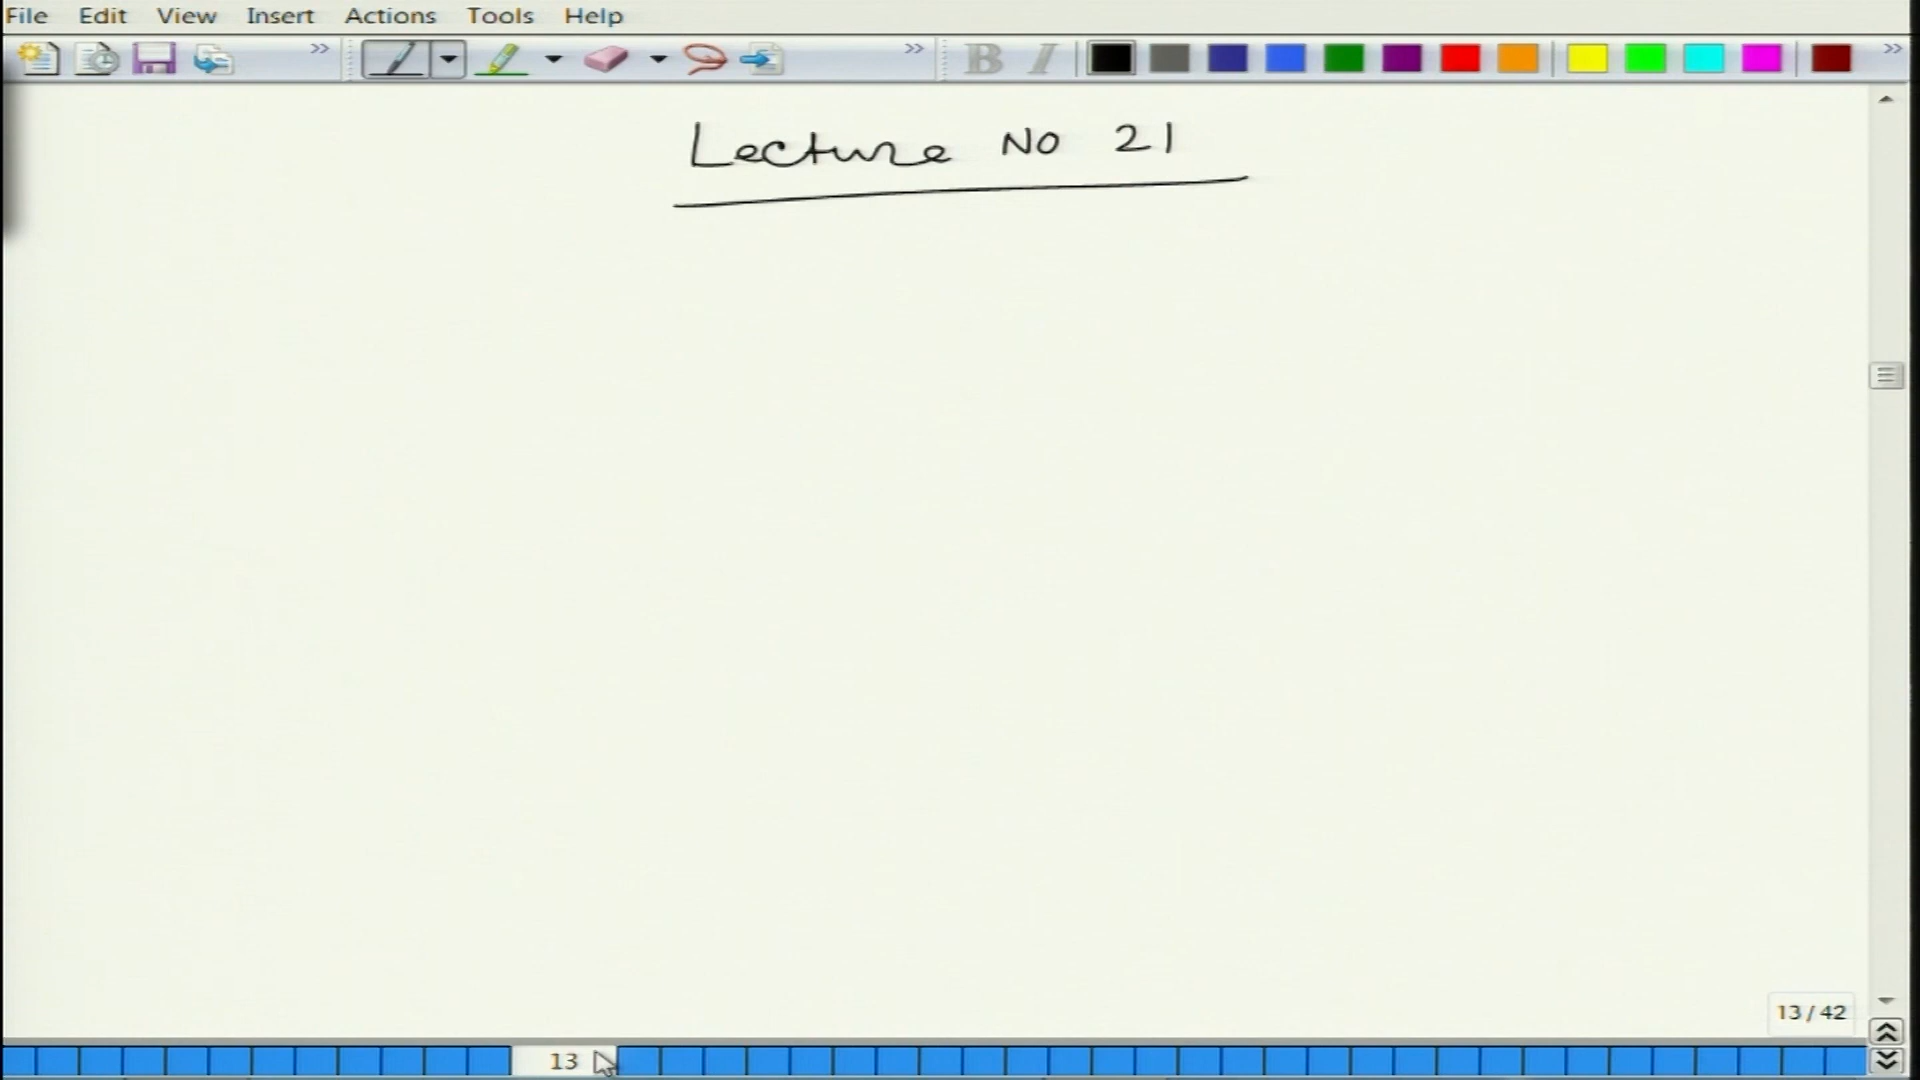 File Edit View Insert Actions Tools Help
B I
Lecture No 21
13 / 42
13